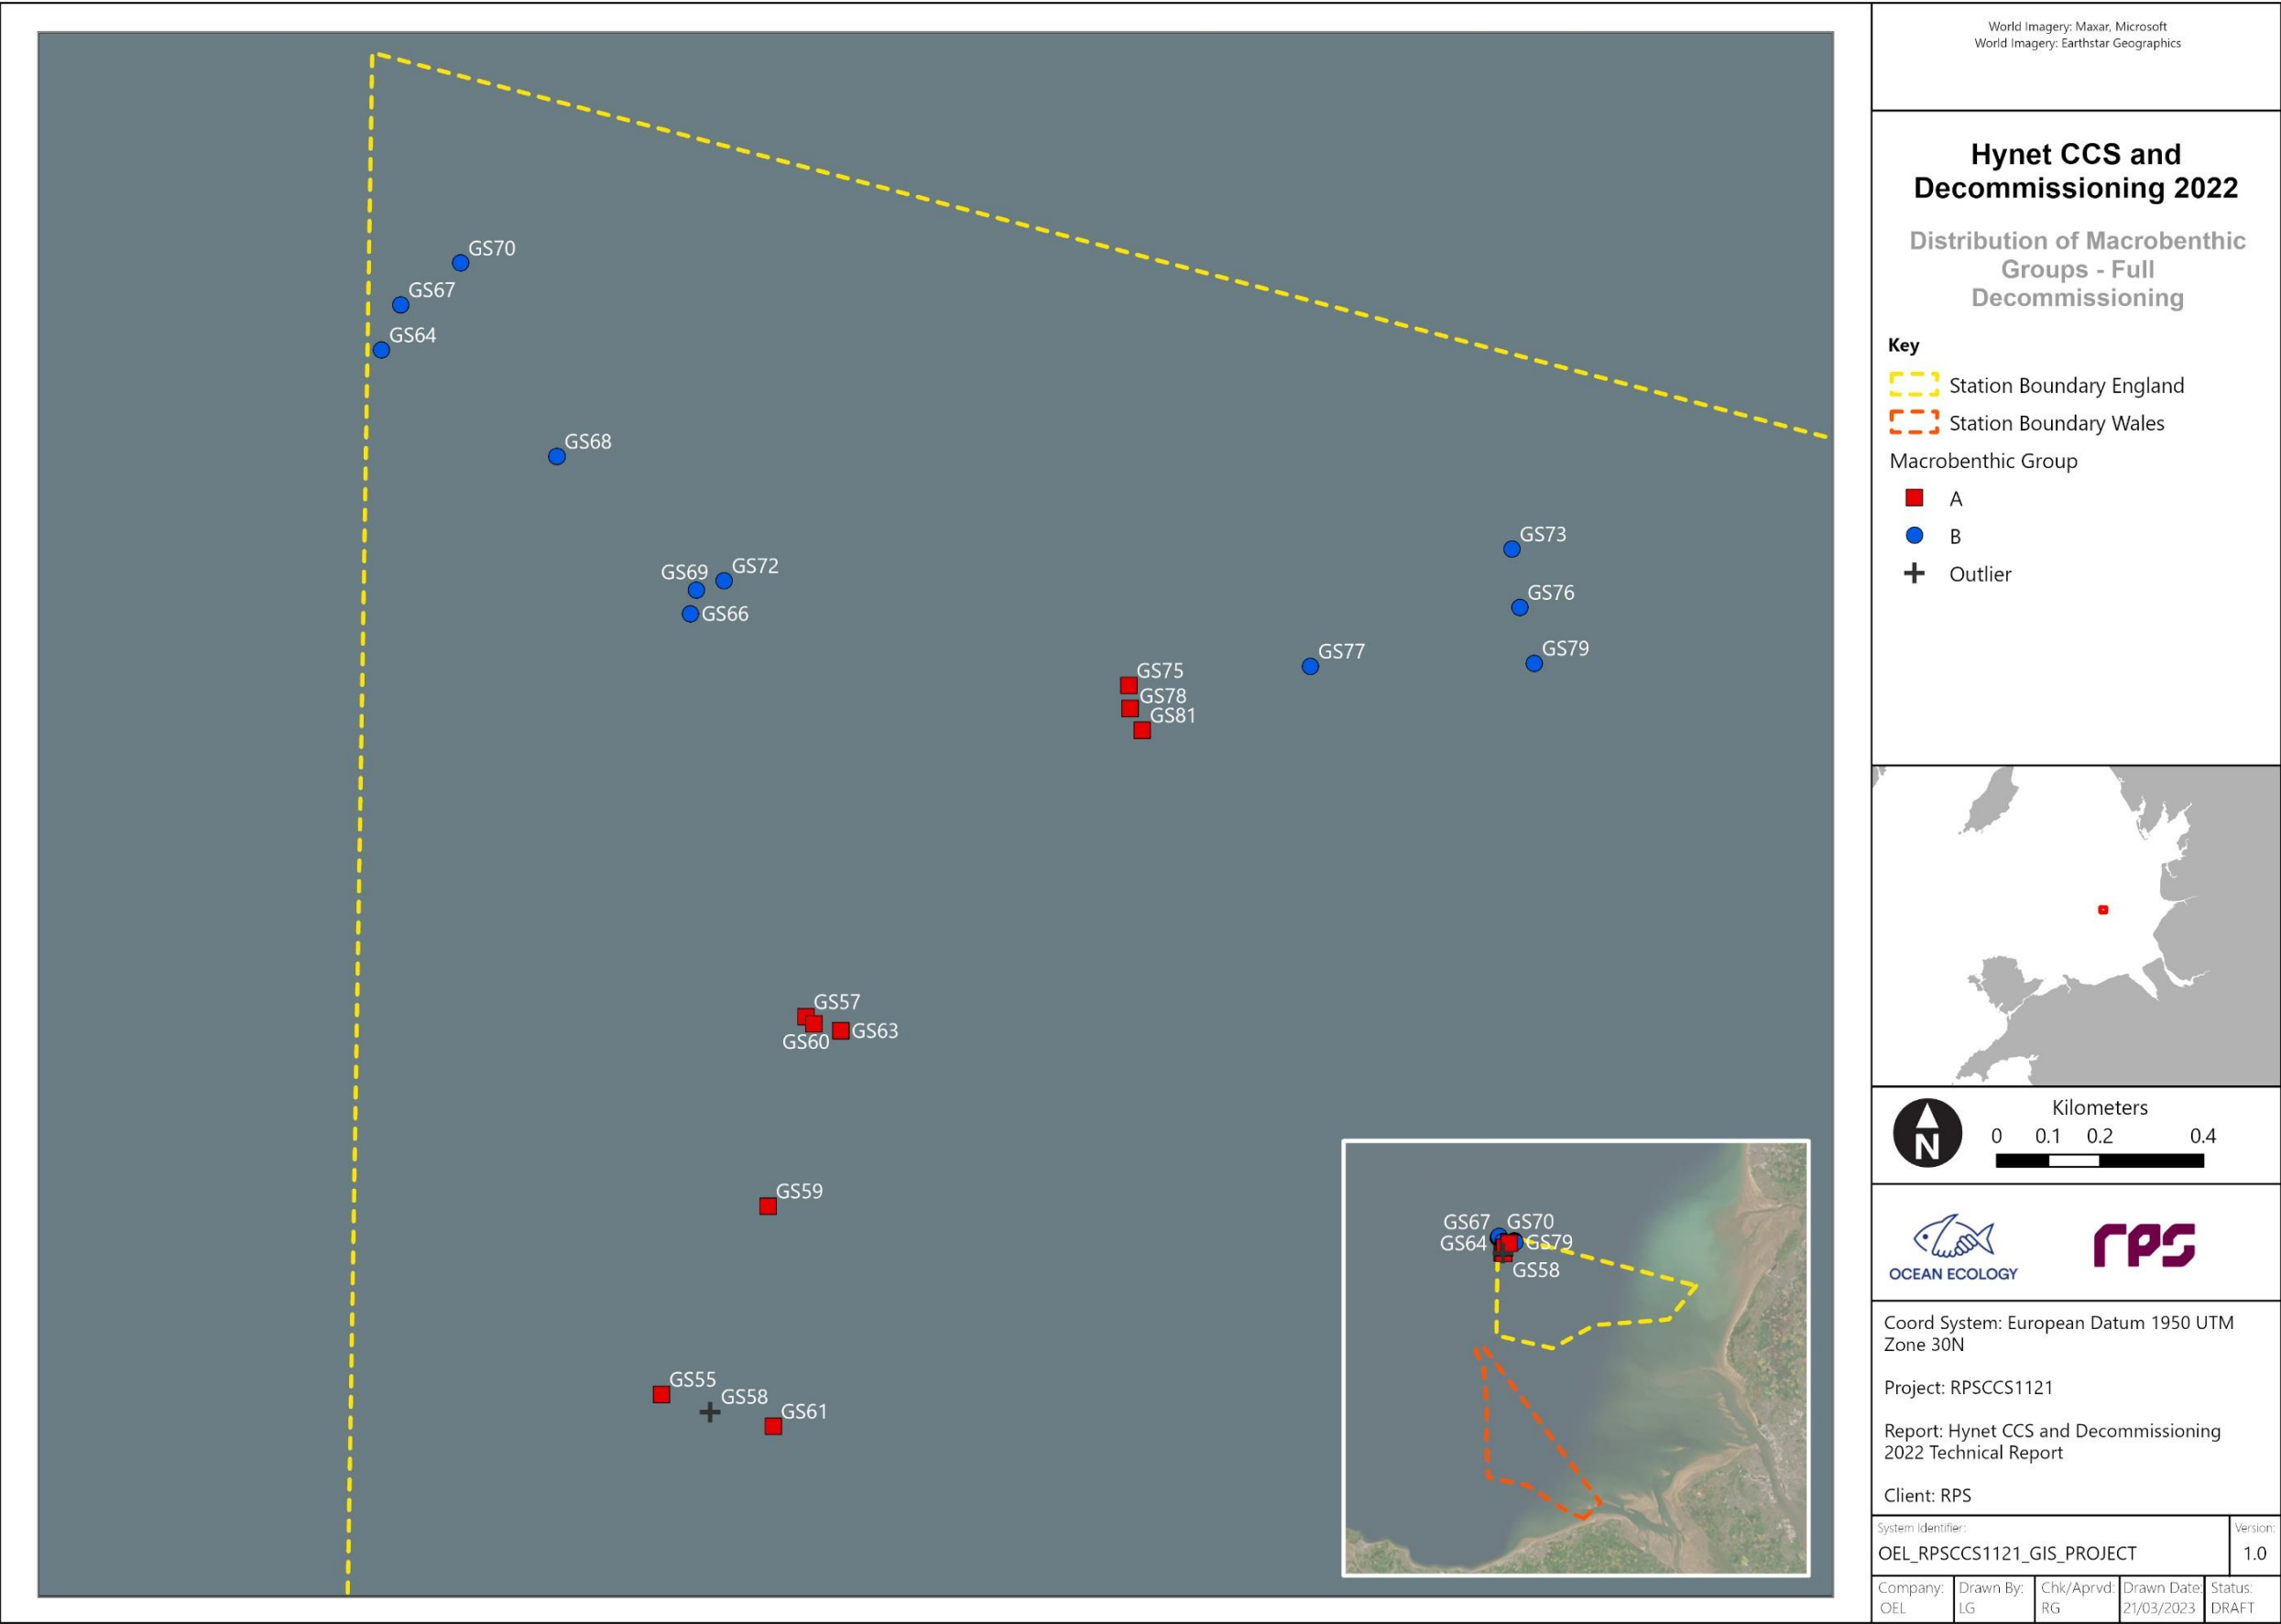 GS70
GS67
GS64
GS68
GS69
GS72
GS66
GS73
GS76
GS79
GS77
GS75
GS78
GS81
GS57
GS60
GS63
GS59
GS55
GS58
GS61
GS67
GS70
GS64
GS79
GS58
World Imagery: Maxar, Microsoft
World Imagery: Earthstar Geographics
Hynet CCS and
Decommissioning 2022
Distribution of Macrobenthic
Groups - Full
Decommissioning
Key
Station Boundary England
Station Boundary Wales
Macrobenthic Group
A
B
Outlier
N
Kilometers
0 0.1 0.2 0.4
OCEAN ECOLOGY
rps
Coord System: European Datum 1950 UTM
Zone 30N
Project: RPSCCS1121
Report: Hynet CCS and Decommissioning
2022 Technical Report
Client: RPS
System Identifier:
OEL_RPSCCS1121_GIS_PROJECT
Version:
1.0
Company:
OEL
Drawn By:
LG
Chk/Aprvd:
RG
Drawn Date:
21/03/2023
Status:
DRAFT